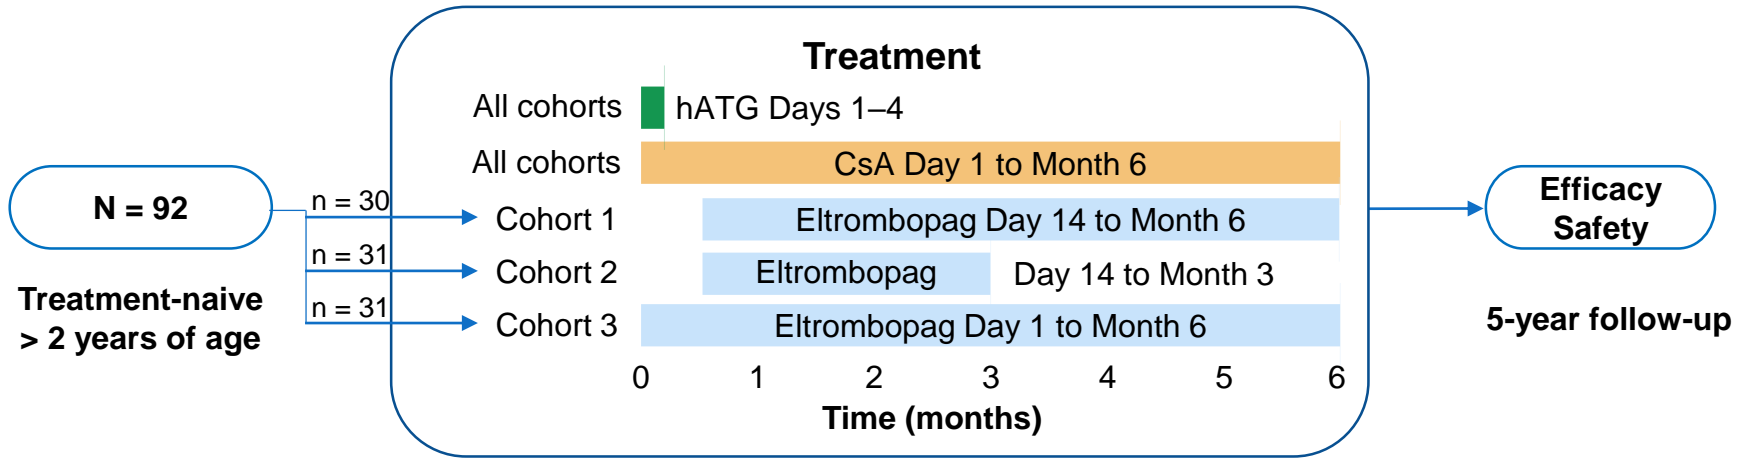 Treatment
All cohorts
hATG Days 1–4
All cohorts
CsA Day 1 to Month 6
N = 92
Treatment-naive
> 2 years of age
n = 30
Cohort 1
Eltrombopag Day 14 to Month 6
n = 31
Cohort 2
Eltrombopag
Day 14 to Month 3
n = 31
Cohort 3
Eltrombopag Day 1 to Month 6
0 1 2 3 4 5 6
Time (months)
Efficacy
Safety
5-year follow-up